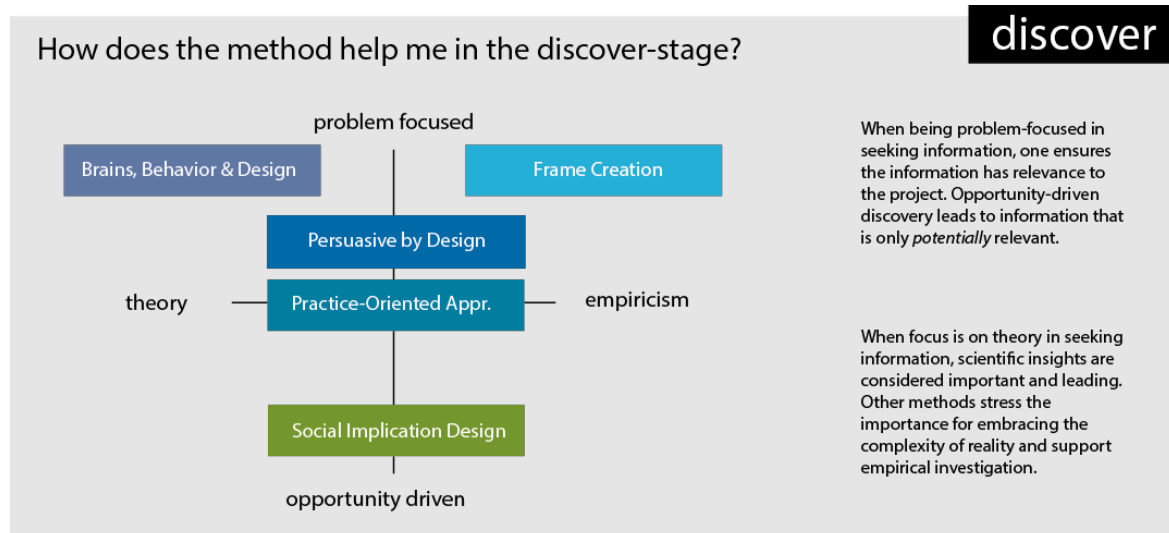 discover
How does the method help me in the discover-stage?
problem focused
Brains, Behavior & Design
Frame Creation
Persuasive by Design
theory
Practice-Oriented Appr.
empiricism
Social Implication Design
opportunity driven
When being problem-focused in
seeking information, one ensures
the information has relevance to
the project. Opportunity-driven
discovery leads to information that
is only potentially relevant.
When focus is on theory in seeking
information, scientific insights are
considered important and leading.
Other methods stress the
importance for embracing the
complexity of reality and support
empirical investigation.